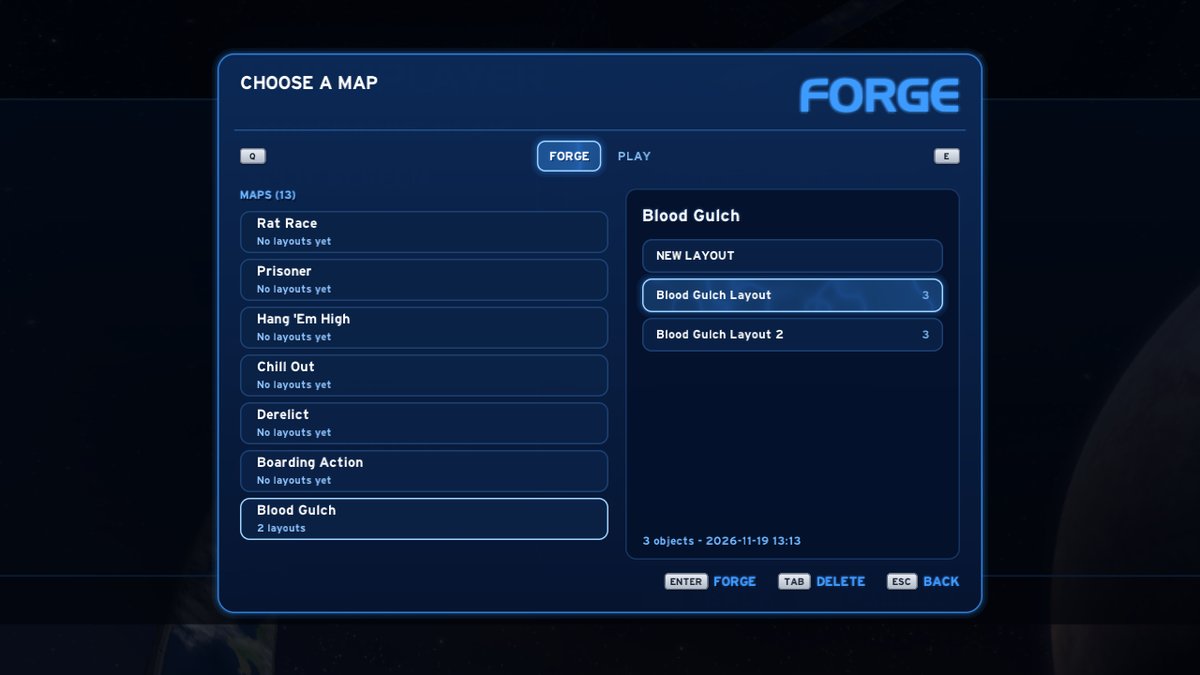 CHOOSE A MAP
FORGE
Q
FORGE
PLAY
E
MAPS (13)
Rat Race
No layouts yet
Prisoner
No layouts yet
Hang 'Em High
No layouts yet
Chill Out
No layouts yet
Derelict
No layouts yet
Boarding Action
No layouts yet
Blood Gulch
2 layouts
Blood Gulch
NEW LAYOUT
Blood Gulch Layout 3
Blood Gulch Layout 2 3
3 objects - 2026-11-19 13:13
ENTER FORGE TAB DELETE ESC BACK